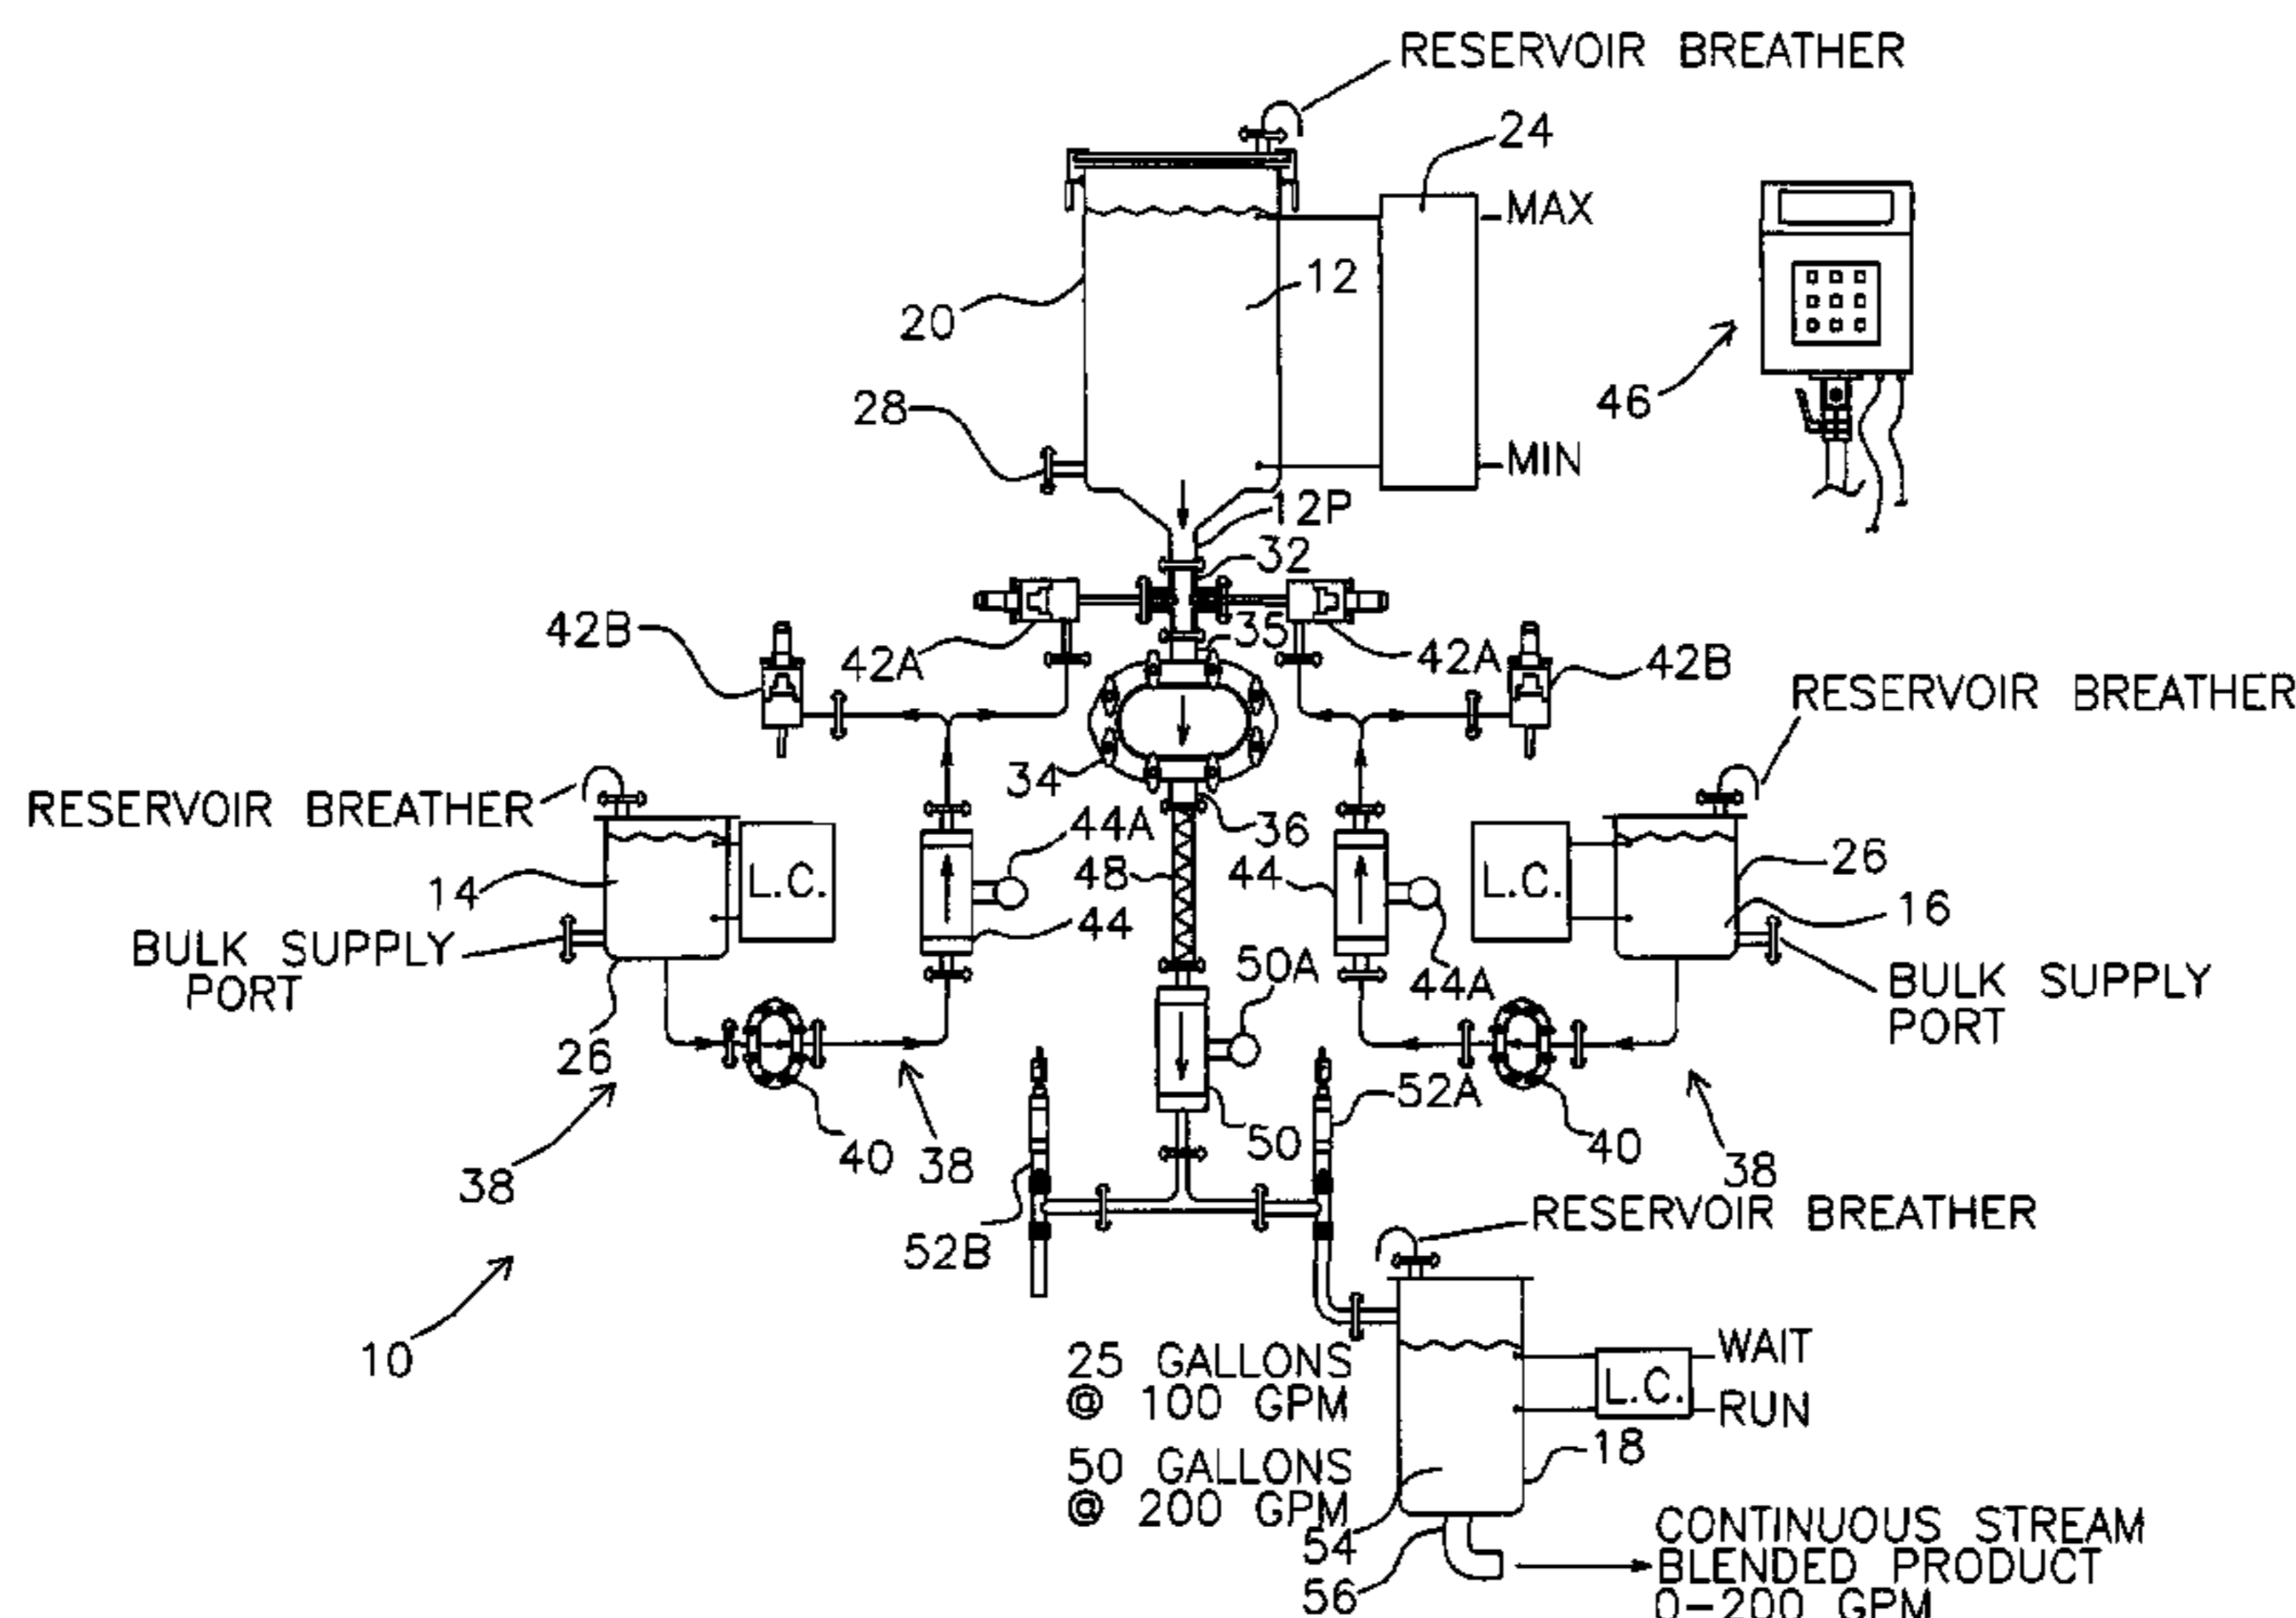 RESERVOIR BREATHER
24
MAX
12
20
46
28
MIN
12P
32
42B
42A
35
42A
42B
RESERVOIR BREATHER
34
RESERVOIR BREATHER
44A
36
14
L.C.
48
44
L.C.
26
16
BULK SUPPLY
PORT
44
50A
44A
BULK SUPPLY
PORT
26
52A
38
40
38
50
40
38
RESERVOIR BREATHER
52B
10
25 GALLONS
@ 100 GPM
WAIT
L.C.
RUN
50 GALLONS
@ 200 GPM
18
54
56
CONTINUOUS STREAM
BLENDED PRODUCT
0-200 GPM